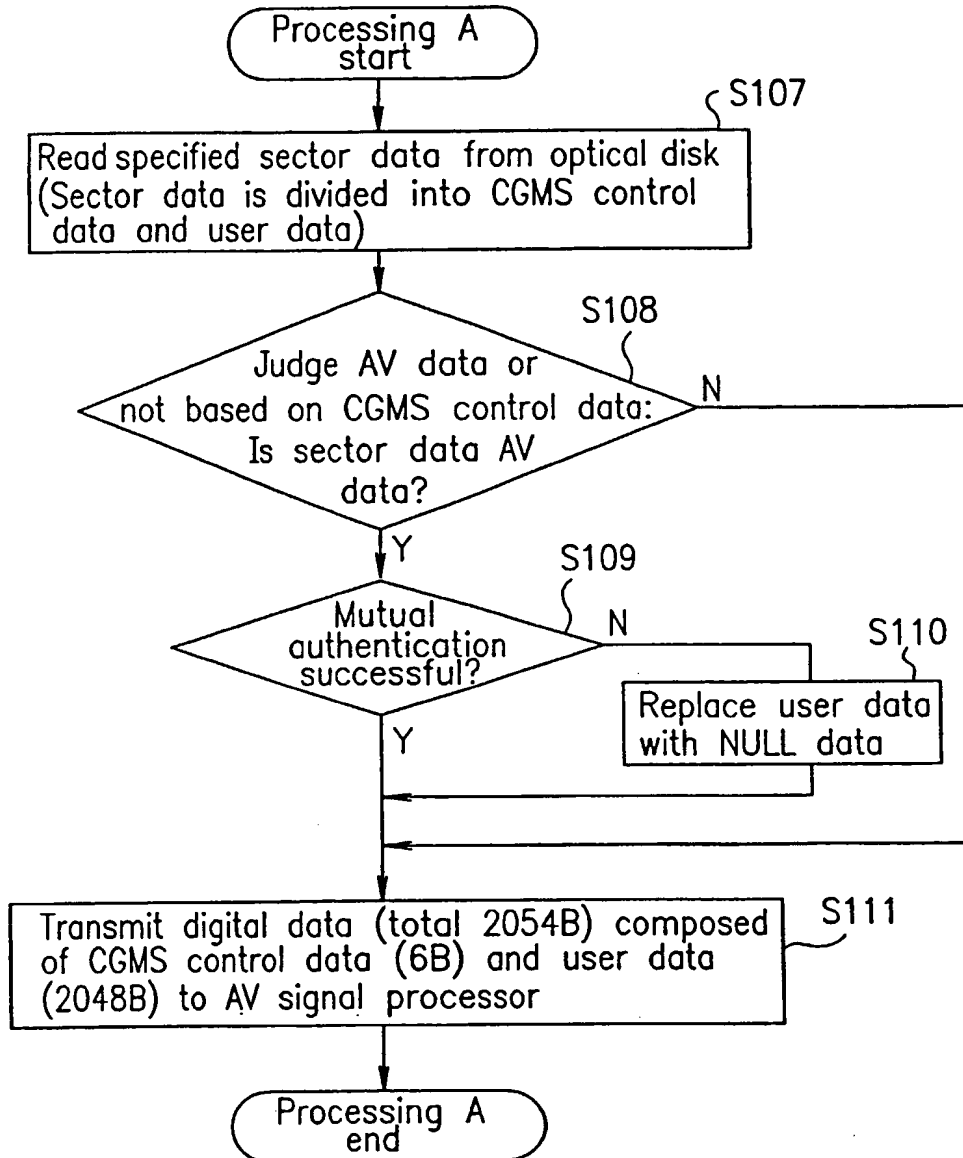 Processing A
start
S107
Read specified sector data from optical disk
(Sector data is divided into CGMS control
data and user data)
S108
Judge AV data or
not based on CGMS control data:
Is sector data AV
data?
N
Y
S109
Mutual
authentication
successful?
N
S110
Replace user data
with NULL data
Y
S111
Transmit digital data (total 2054B) composed
of CGMS control data (6B) and user data
(2048B) to AV signal processor
Processing A
end